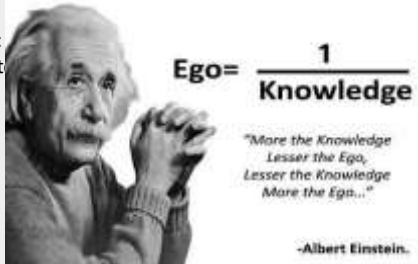 1
Ego=
Knowledge
"More the Knowledge
Lesser the Ego,
Lesser the Knowledge
More the Ego..."
-Albert Einstein.